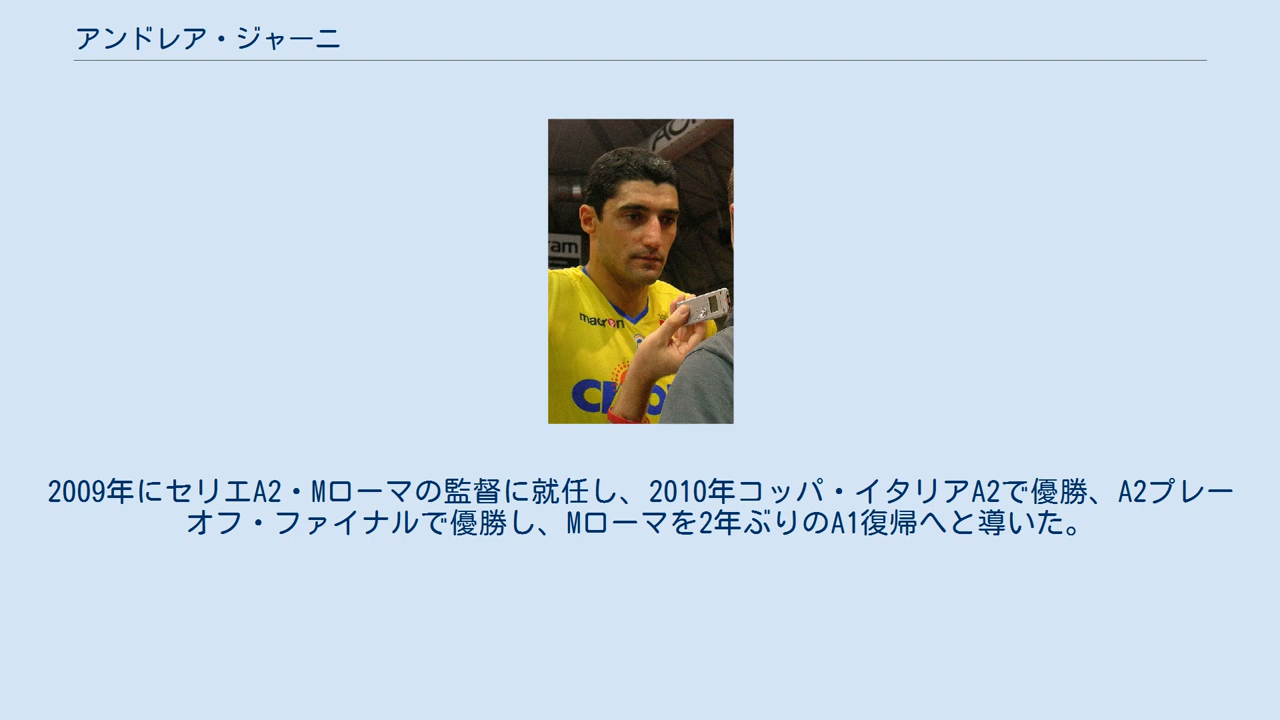 アンドレア・ジャーニ
ACI
ram
macron
2009年にセリエA2・Mローマの監督に就任し、2010年コッパ・イタリアA2で優勝、A2プレー
オフ・ファイナルで優勝し、Mローマを2年ぶりのA1復帰へと導いた。